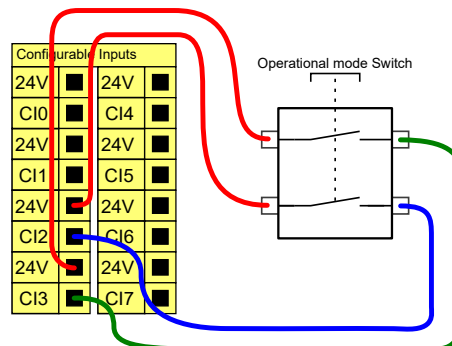 Configurable Inputs
Operational mode Switch
24V 24V
CI0 CI4
24V 24V
CI1 CI5
24V 24V
CI2 CI6
24V 24V
CI3 CI7